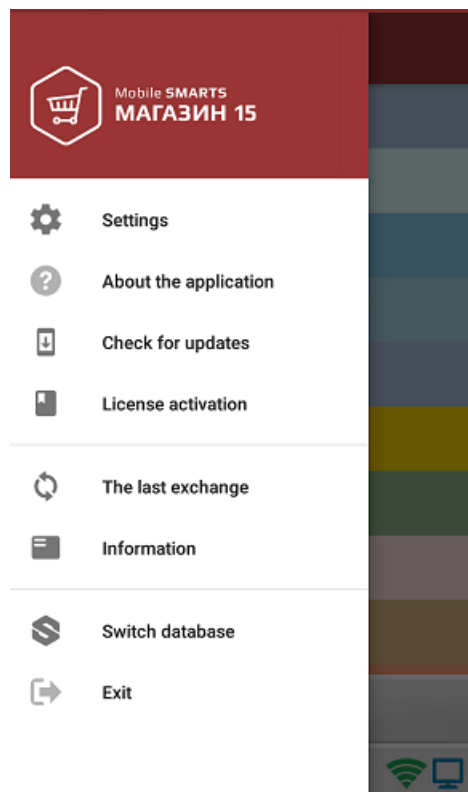 Mobile SMARTS
МАГАЗИН 15
Settings
About the application
Check for updates
License activation
The last exchange
Information
Switch database
Exit